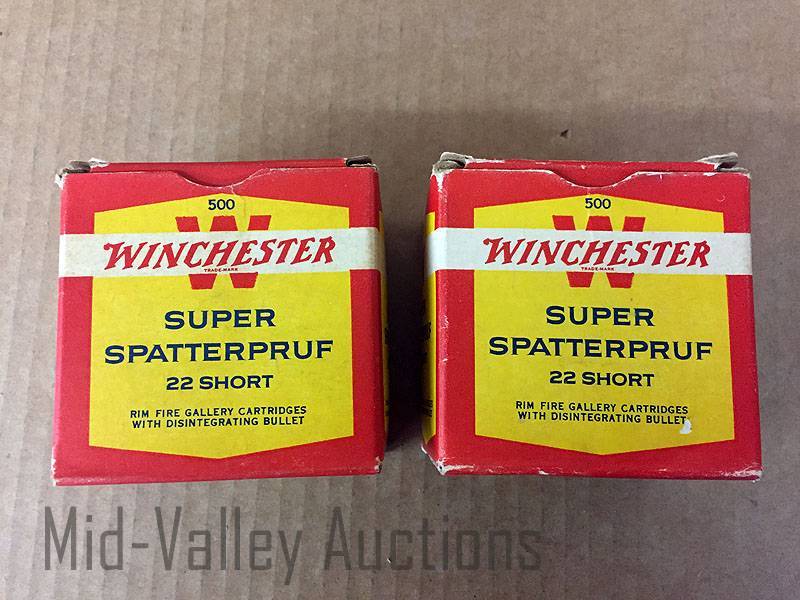 500
W
WINCHESTER
TRADE-MARK
SUPER
SPATTERPRUF
22 SHORT
RIM FIRE GALLERY CARTRIDGES
WITH DISINTEGRATING BULLET
500
W
WINCHESTER
TRADE-MARK
SUPER
SPATTERPRUF
22 SHORT
RIM FIRE GALLERY CARTRIDGES
WITH DISINTEGRATING BULLET
Mid-Valley Auctions